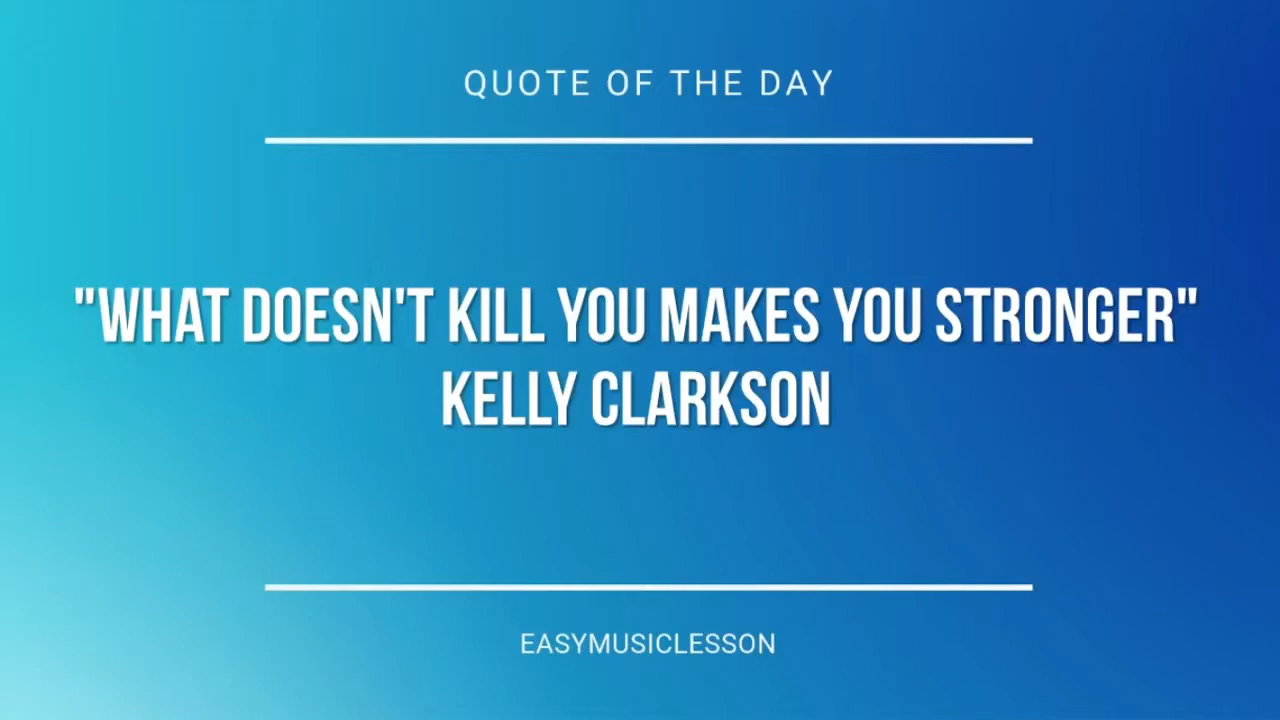 QUOTE OF THE DAY
"WHAT DOESN'T KILL YOU MAKES YOU STRONGER"
KELLY CLARKSON
EASYMUSICLESSON